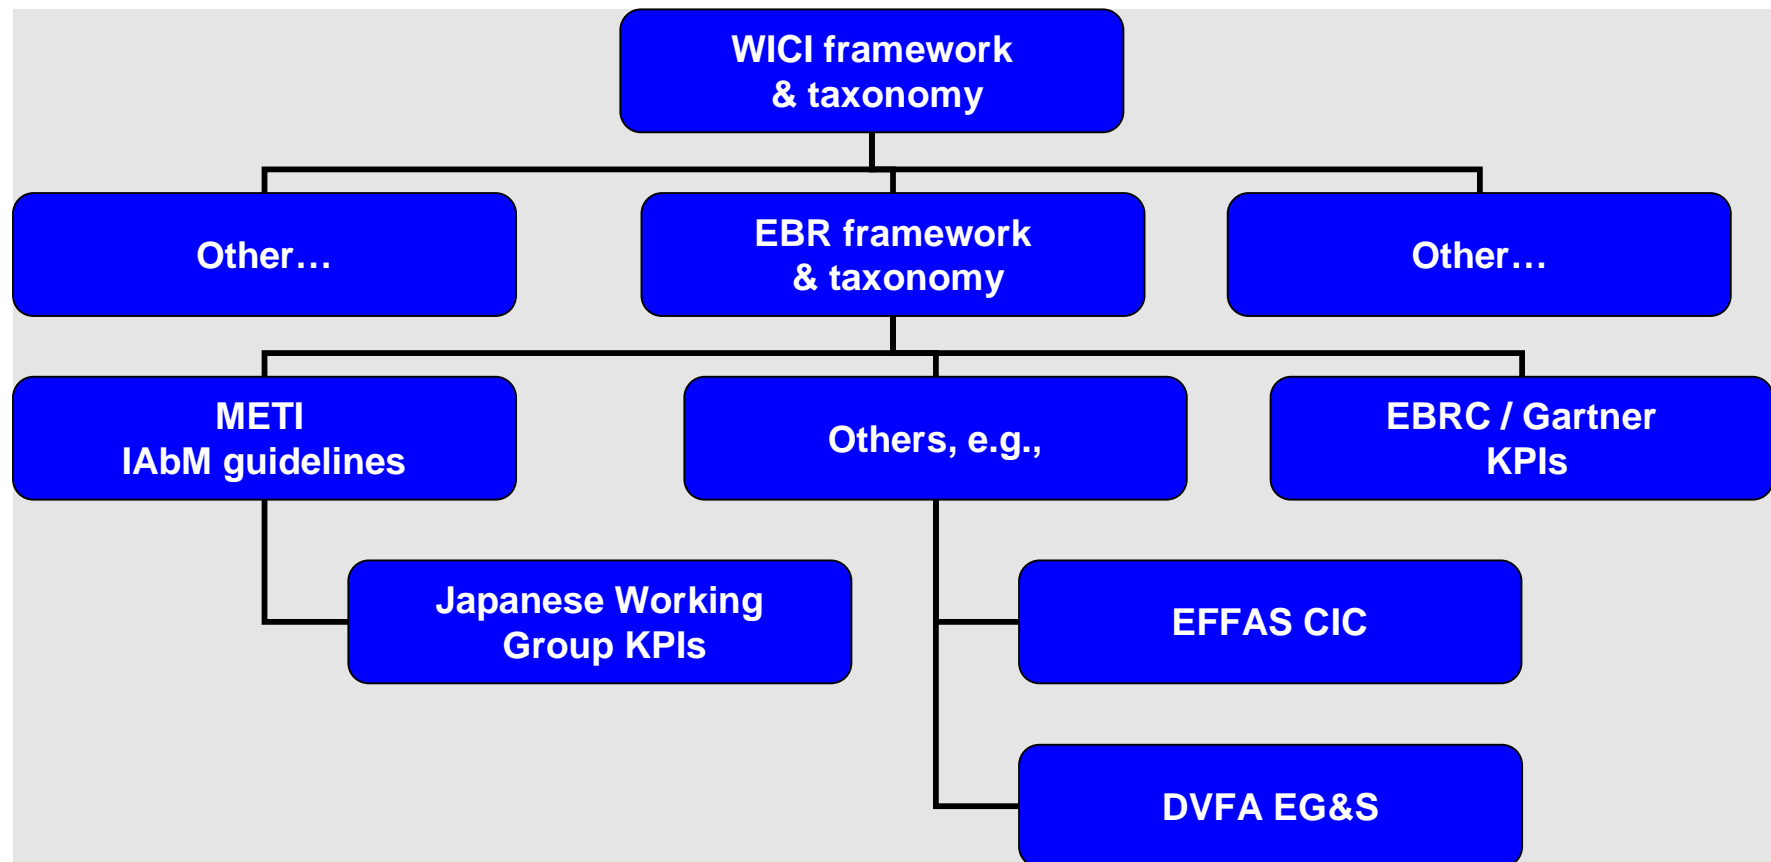 WICI framework
& taxonomy
Other…
EBR framework
& taxonomy
Other…
METI
IAbM guidelines
Others, e.g.,
EBRC / Gartner
KPIs
Japanese Working
Group KPIs
EFFAS CIC
DVFA EG&S